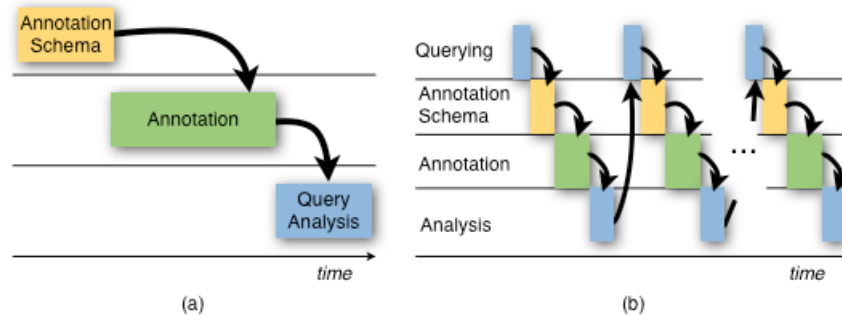 Annotation
Schema
Annotation
Query
Analysis
time
(a)
Querying
Annotation
Schema
Annotation
Analysis
...
time
(b)